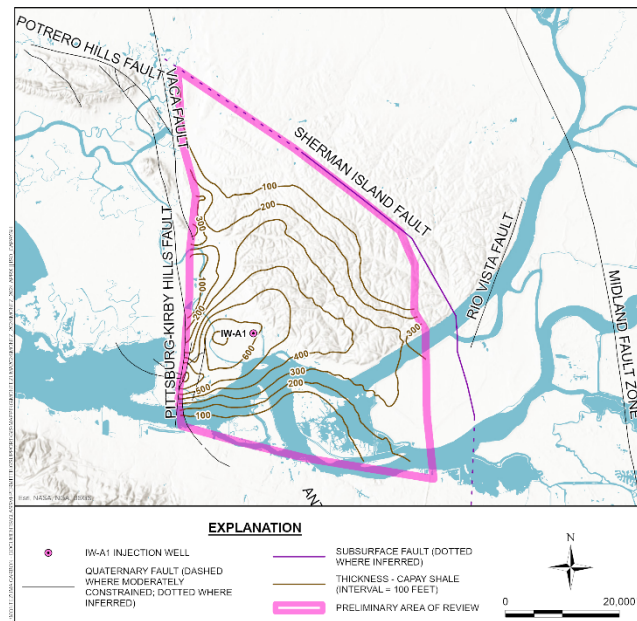 POTRERO HILLS FAULT
VACA FAULT
SHERMAN ISLAND FAULT
PITTSBURG-KIRBY HILLS FAULT
RIO VISTA FAULT
MIDLAND FAULT ZONE
100
200
300
100
200
IW-A1
600
300
400
300
200
500
100
ANT
EXPLANATION
IW-A1 INJECTION WELL
QUATERNARY FAULT (DASHED
WHERE MODERATELY
CONSTRAINED; DOTTED WHERE
INFERRED)
SUBSURFACE FAULT (DOTTED
WHERE INFERRED)
THICKNESS - CAPAY SHALE
(INTERVAL = 100 FEET)
PRELIMINARY AREA OF REVIEW
N
0
20,000